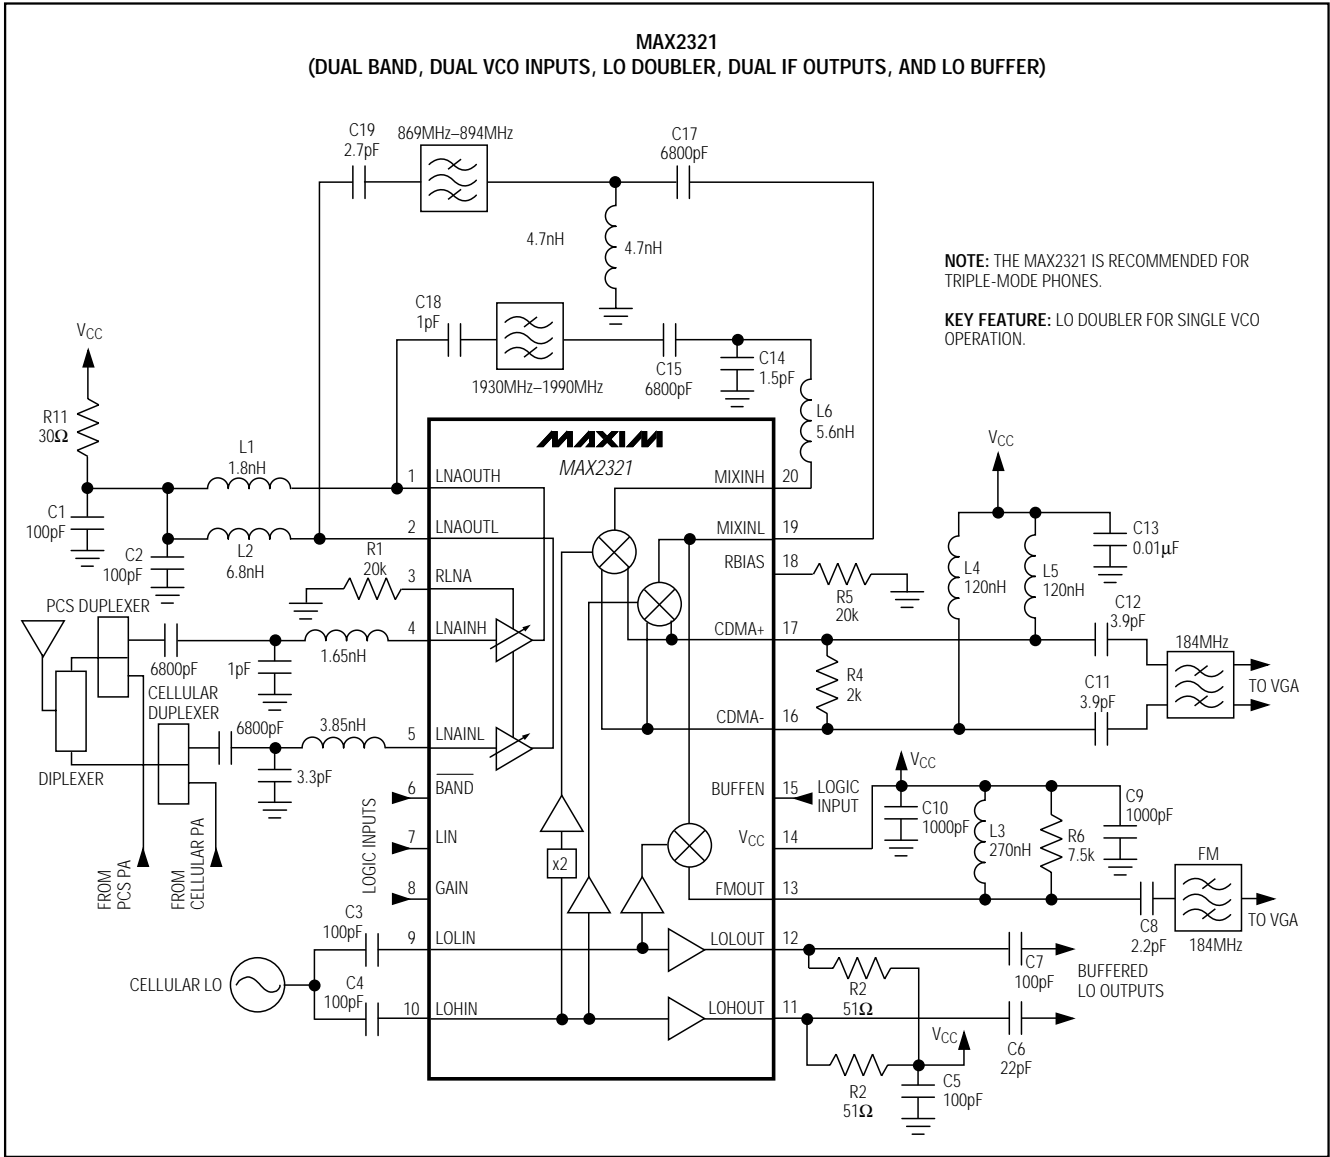 MAX2321
(DUAL BAND, DUAL VCO INPUTS, LO DOUBLER, DUAL IF OUTPUTS, AND LO BUFFER)
C19
2.7pF
869MHz–894MHz
C17
6800pF
4.7nH
4.7nH
NOTE: THE MAX2321 IS RECOMMENDED FOR
TRIPLE-MODE PHONES.
KEY FEATURE: LO DOUBLER FOR SINGLE VCO
OPERATION.
C18
1pF
1930MHz–1990MHz
C15
6800pF
C14
1.5pF
L6
5.6nH
VCC
R11
30Ω
L1
1.8nH
C1
100pF
C2
100pF
L2
6.8nH
R1
20k
MAXIM
MAX2321
1
LNAOUTH
2
LNAOUTL
3
RLNA
4
LNAINH
5
LNAINL
6
BAND
7
LIN
8
GAIN
9
LOLIN
10
LOHIN
MIXINH
20
MIXINL
19
RBIAS
18
CDMA+
17
CDMA-
16
BUFFEN
15
VCC
14
FMOUT
13
LOLOUT
12
LOHOUT
11
x2
PCS DUPLEXER
6800pF
1pF
1.65nH
CELLULAR
DUPLEXER
6800pF
3.85nH
3.3pF
DIPLEXER
FROM
PCS PA
FROM
CELLULAR PA
LOGIC INPUTS
C3
100pF
C4
100pF
CELLULAR LO
R5
20k
VCC
L4
120nH
L5
120nH
C13
0.01µF
C12
3.9pF
R4
2k
C11
3.9pF
184MHz
TO VGA
LOGIC
INPUT
VCC
C10
1000pF
L3
270nH
R6
7.5k
C9
1000pF
FM
C8
2.2pF
184MHz
TO VGA
C7
100pF
BUFFERED
LO OUTPUTS
R2
51Ω
VCC
C6
22pF
R2
51Ω
C5
100pF